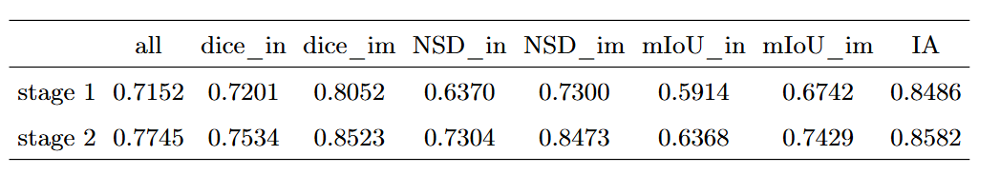 all dice_in dice_im NSD_in NSD_im mIoU_in mIoU_im IA
stage 1 0.7152 0.7201 0.8052 0.6370 0.7300 0.5914 0.6742 0.8486
stage 2 0.7745 0.7534 0.8523 0.7304 0.8473 0.6368 0.7429 0.8582